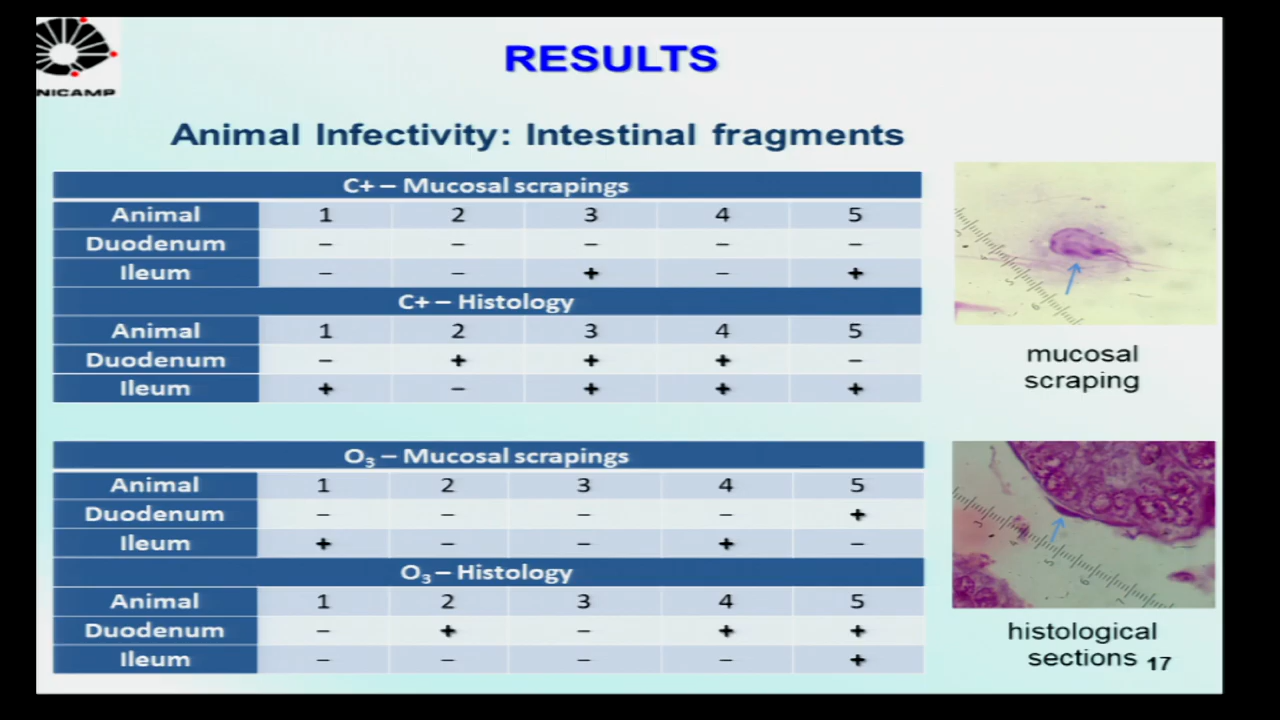 NICAMP
RESULTS
Animal Infectivity: Intestinal fragments
C+ – Mucosal scrapings
Animal 1 2 3 4 5
Duodenum – – – – –
Ileum – – + – +
C+ – Histology
Animal 1 2 3 4 5
Duodenum – + + + –
Ileum + – + + +
O₃ – Mucosal scrapings
Animal 1 2 3 4 5
Duodenum – – – – +
Ileum + – – + –
O₃ – Histology
Animal 1 2 3 4 5
Duodenum – + – + +
Ileum – – – – +
mucosal
scraping
histological
sections 17